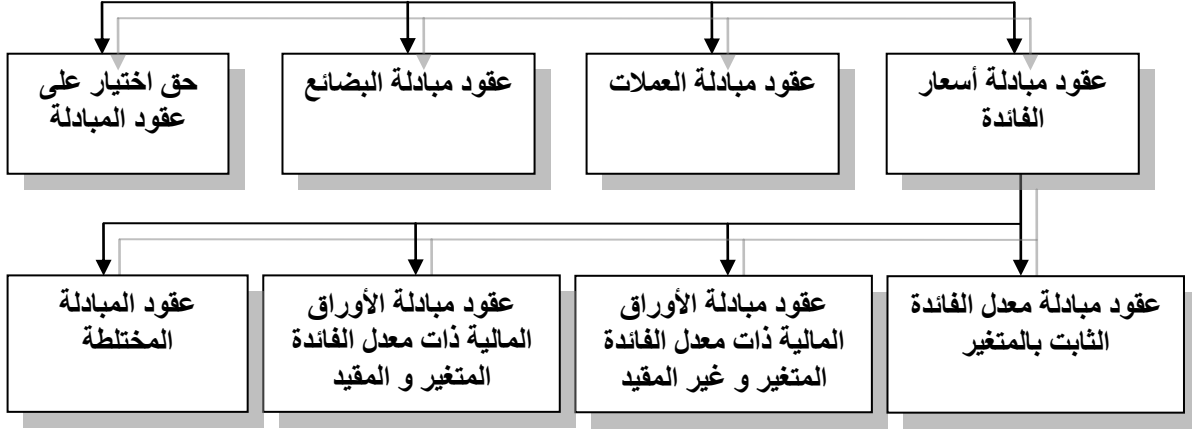 عقود مبادلة أسعار
الفائدة
عقود مبادلة العملات
عقود مبادلة البضائع
حق اختيار على
عقود المبادلة
عقود مبادلة معدل الفائدة
الثابت بالمتغير
عقود مبادلة الأوراق
المالية ذات معدل الفائدة
المتغير و غير المقيد
عقود مبادلة الأوراق
المالية ذات معدل الفائدة
المتغير و المقيد
عقود المبادلة
المختلطة